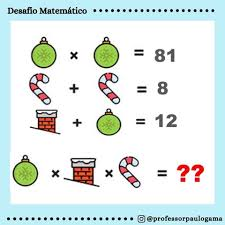 Desafio Matemático
× = 81
+ = 8
+ = 12
× × = ??
@professorpaulogama